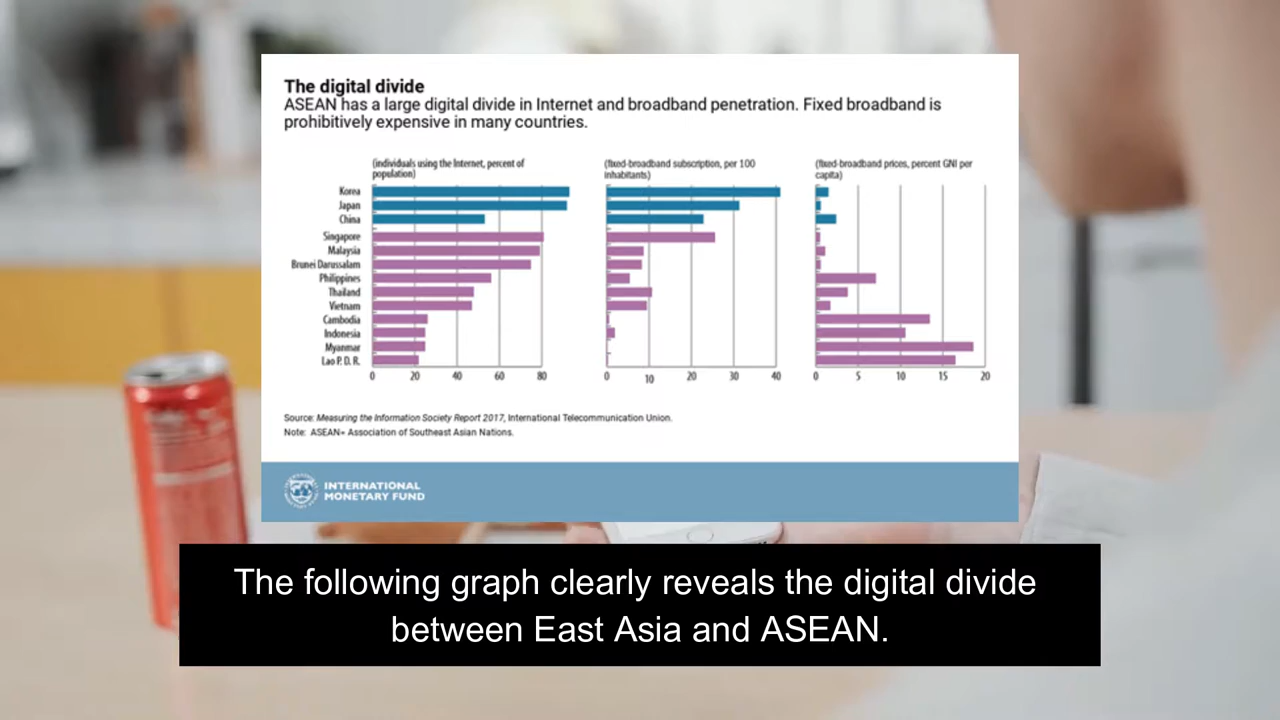 The digital divide
ASEAN has a large digital divide in Internet and broadband penetration. Fixed broadband is
prohibitively expensive in many countries.
(individuals using the Internet, percent of
population)
(fixed-broadband subscription, per 100
inhabitants)
(fixed-broadband prices, percent GNI per
capita)
Korea
Japan
China
Singapore
Malaysia
Brunei Darussalam
Philippines
Thailand
Vietnam
Cambodia
Indonesia
Myanmar
Lao P. D. R.
0 20 40 60 80
0 10 20 30 40
0 5 10 15 20
Source: Measuring the Information Society Report 2017, International Telecommunication Union.
Note: ASEAN= Association of Southeast Asian Nations.
INTERNATIONAL
MONETARY FUND
The following graph clearly reveals the digital divide
between East Asia and ASEAN.